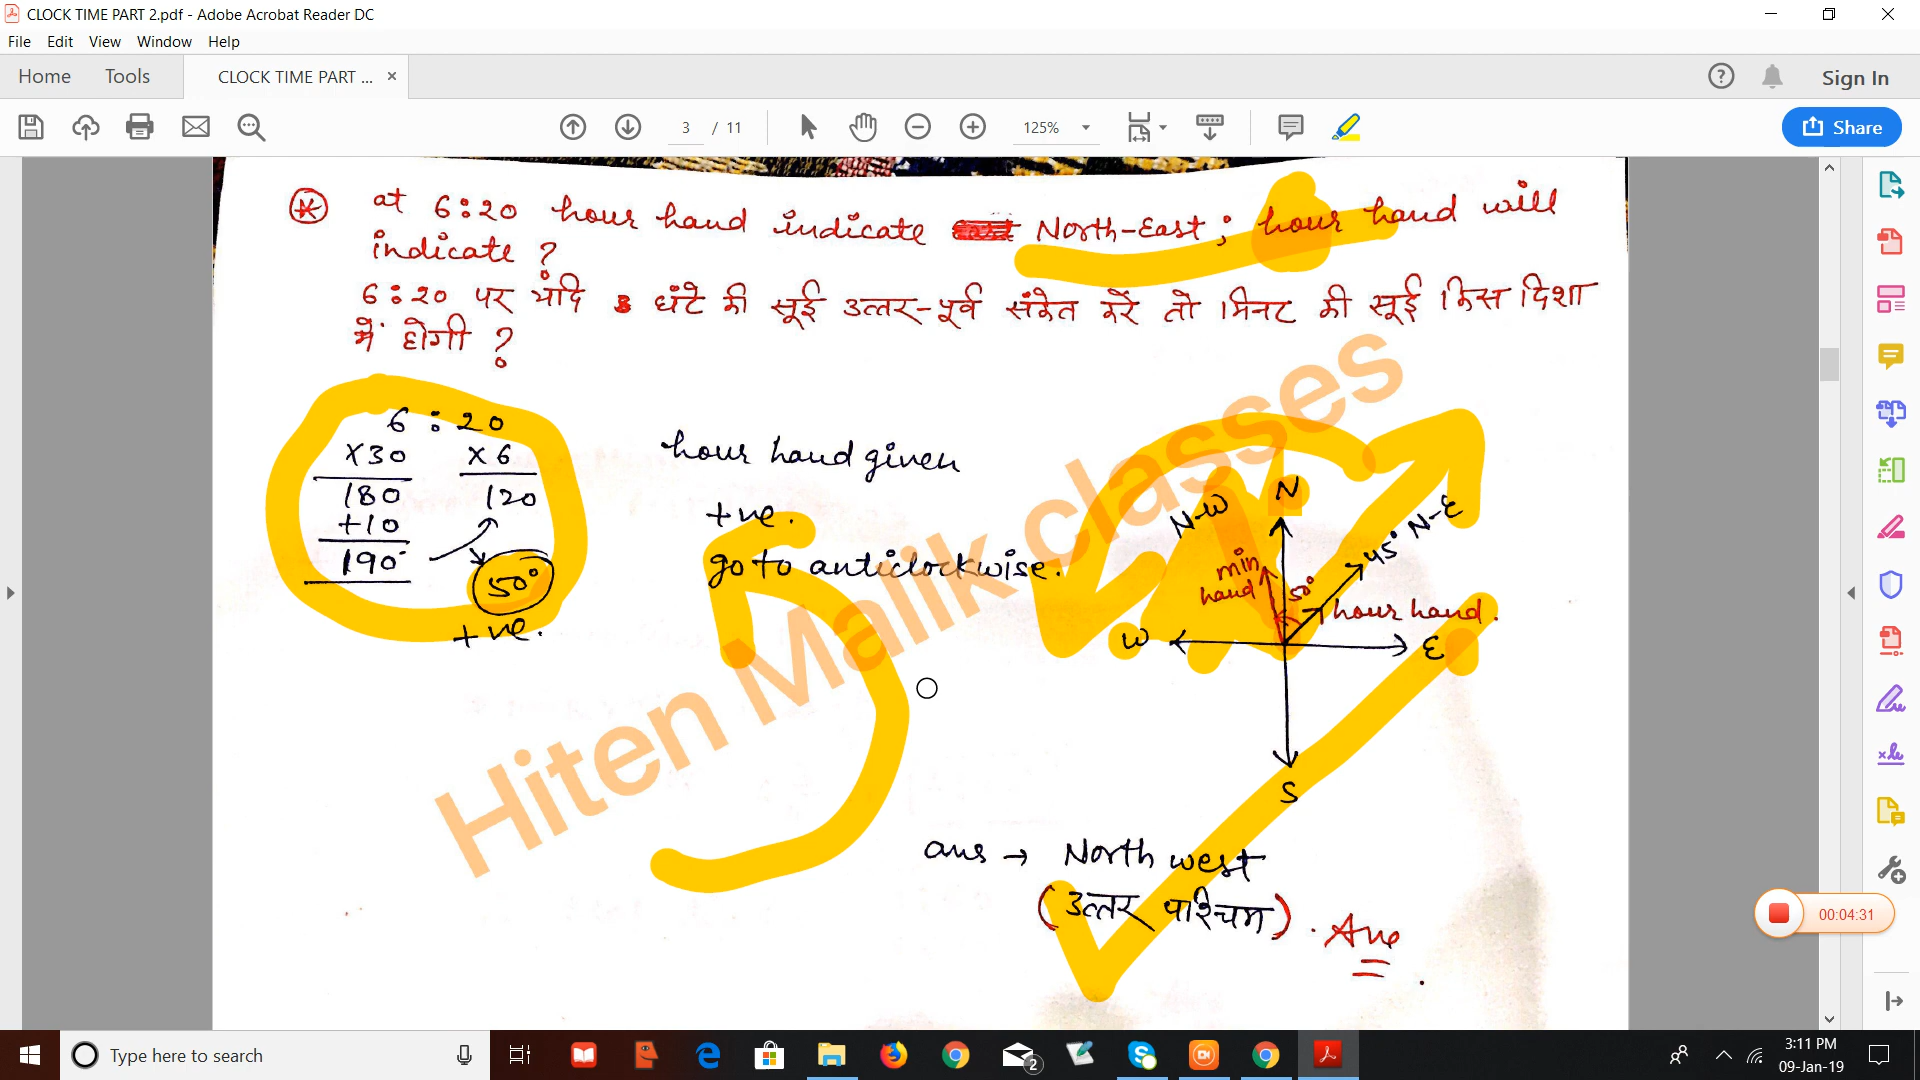 CLOCK TIME PART 2.pdf - Adobe Acrobat Reader DC
File Edit View Window Help
Home Tools CLOCK TIME PART ... × Sign In
3 / 11 125% Share
at 6:20 hour hand indicate North-East; hour hand will
indicate ?
6:20 पर यदि घंटे की सूई उत्तर-पूर्व संकेत करें तो मिनट की सूई किस दिशा
में होगी ?
6 : 20
×30 ×6
180 120
+10
190°
50°
+ve.
hour hand given
+ve.
go to anticlockwise.
N
N-W
45° N-E
min
hand
50°
hour hand.
W
E
S
Hiten Malik classes
ans → North west
(उत्तर पश्चिम). Ans
00:04:31
Type here to search
2
3:11 PM
09-Jan-19